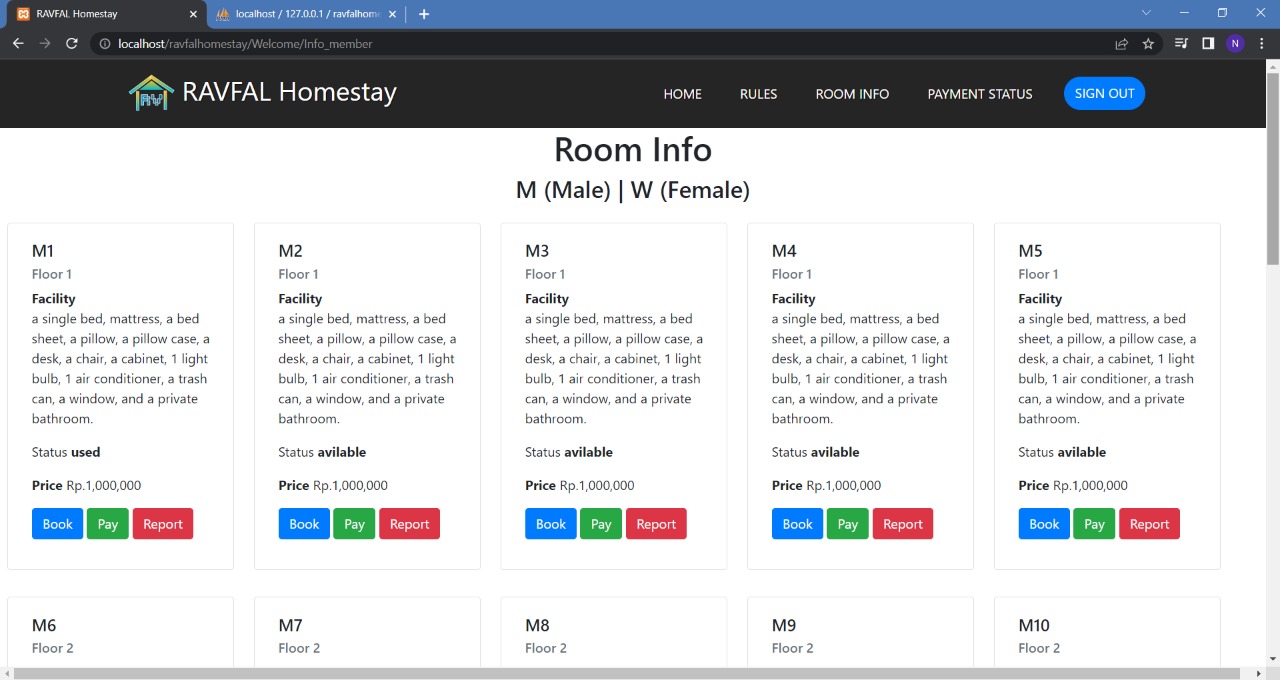 RAVFAL Homestay
localhost / 127.0.0.1 / ravfalhome
localhost/ravfalhomestay/Welcome/Info_member
N
RV
RAVFAL Homestay
HOME RULES ROOM INFO PAYMENT STATUS SIGN OUT
Room Info
M (Male) | W (Female)
M1
Floor 1
Facility
a single bed, mattress, a bed
sheet, a pillow, a pillow case, a
desk, a chair, a cabinet, 1 light
bulb, 1 air conditioner, a trash
can, a window, and a private
bathroom.
Status used
Price Rp.1,000,000
Book Pay Report
M2
Floor 1
Facility
a single bed, mattress, a bed
sheet, a pillow, a pillow case, a
desk, a chair, a cabinet, 1 light
bulb, 1 air conditioner, a trash
can, a window, and a private
bathroom.
Status avilable
Price Rp.1,000,000
Book Pay Report
M3
Floor 1
Facility
a single bed, mattress, a bed
sheet, a pillow, a pillow case, a
desk, a chair, a cabinet, 1 light
bulb, 1 air conditioner, a trash
can, a window, and a private
bathroom.
Status avilable
Price Rp.1,000,000
Book Pay Report
M4
Floor 1
Facility
a single bed, mattress, a bed
sheet, a pillow, a pillow case, a
desk, a chair, a cabinet, 1 light
bulb, 1 air conditioner, a trash
can, a window, and a private
bathroom.
Status avilable
Price Rp.1,000,000
Book Pay Report
M5
Floor 1
Facility
a single bed, mattress, a bed
sheet, a pillow, a pillow case, a
desk, a chair, a cabinet, 1 light
bulb, 1 air conditioner, a trash
can, a window, and a private
bathroom.
Status avilable
Price Rp.1,000,000
Book Pay Report
M6
Floor 2
M7
Floor 2
M8
Floor 2
M9
Floor 2
M10
Floor 2